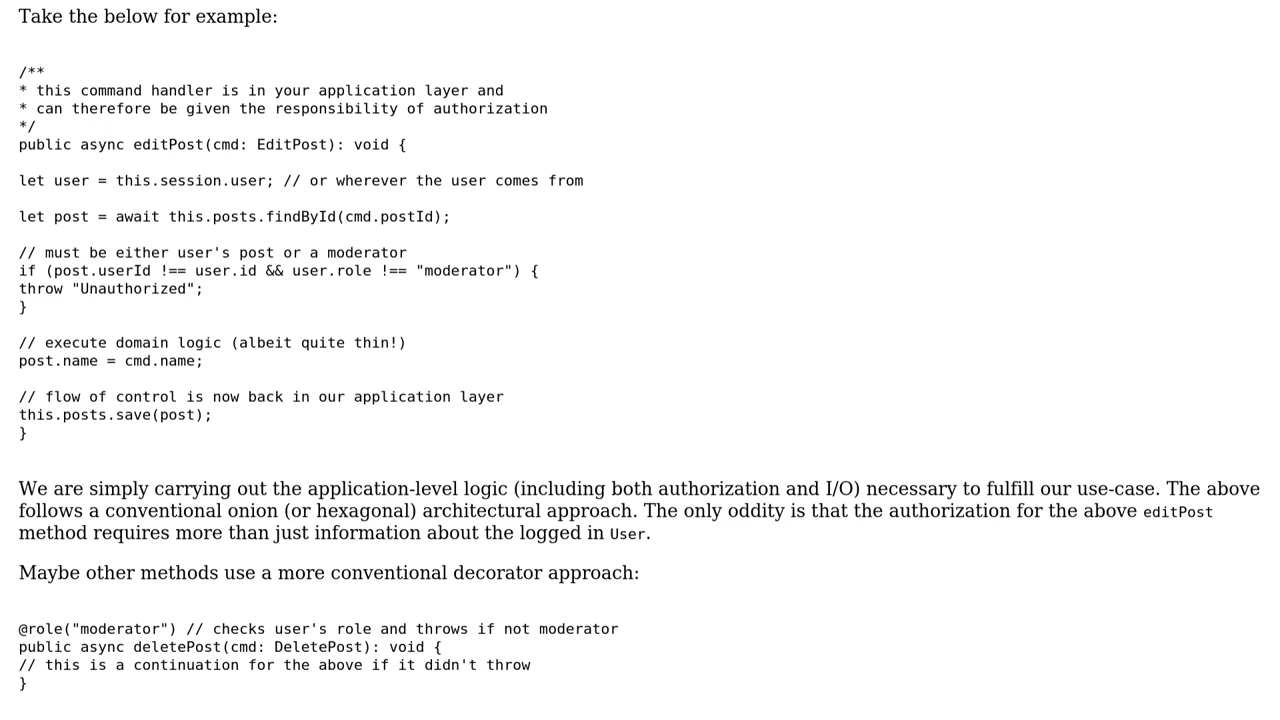 Take the below for example:
/**
* this command handler is in your application layer and
* can therefore be given the responsibility of authorization
*/
public async editPost(cmd: EditPost): void {
let user = this.session.user; // or wherever the user comes from
let post = await this.posts.findById(cmd.postId);
// must be either user's post or a moderator
if (post.userId !== user.id && user.role !== "moderator") {
throw "Unauthorized";
}
// execute domain logic (albeit quite thin!)
post.name = cmd.name;
// flow of control is now back in our application layer
this.posts.save(post);
}
We are simply carrying out the application-level logic (including both authorization and I/O) necessary to fulfill our use-case. The above
follows a conventional onion (or hexagonal) architectural approach. The only oddity is that the authorization for the above editPost
method requires more than just information about the logged in User.
Maybe other methods use a more conventional decorator approach:
@role("moderator") // checks user's role and throws if not moderator
public async deletePost(cmd: DeletePost): void {
// this is a continuation for the above if it didn't throw
}